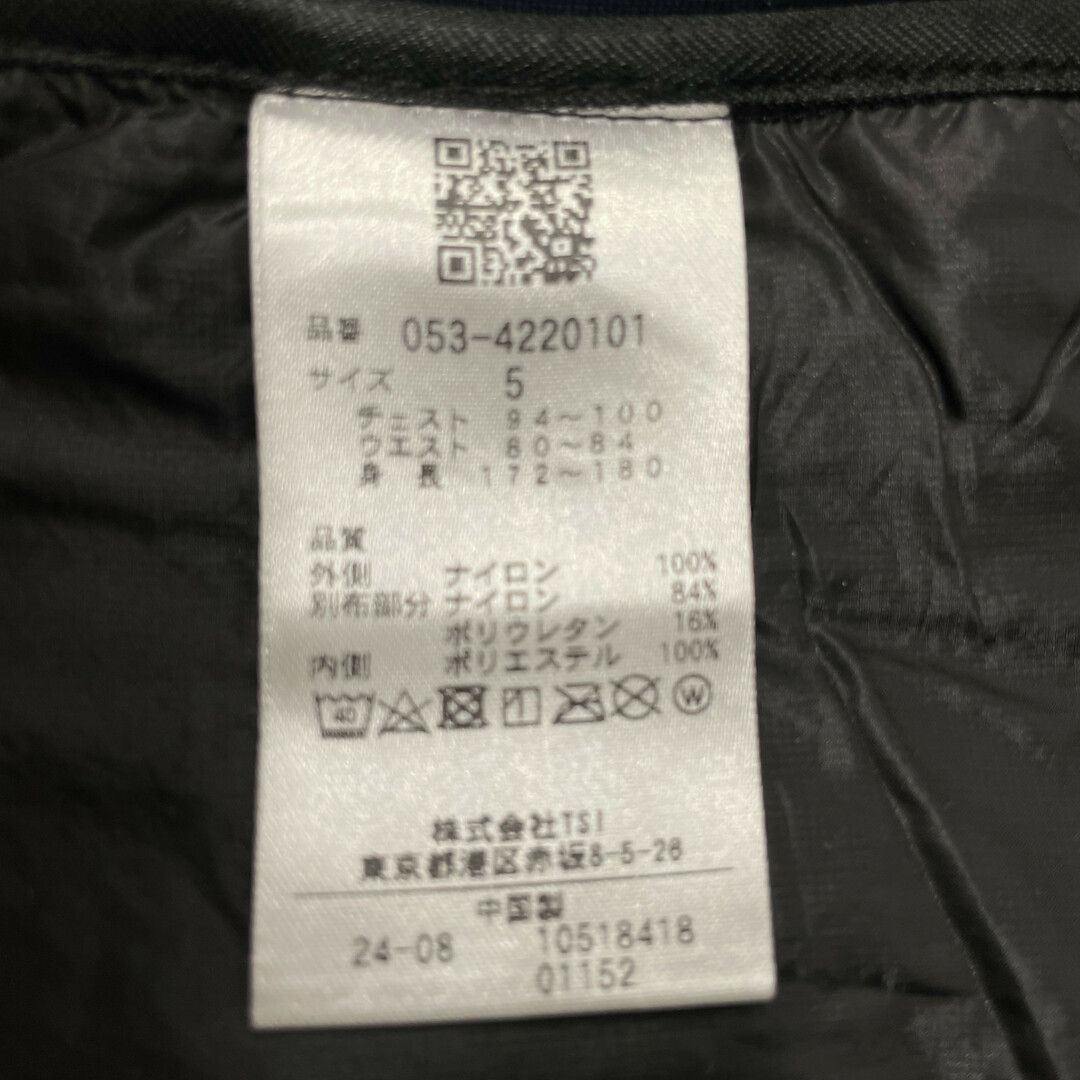 品番 053-4220101
サイズ 5
チェスト 94～100
ウエスト 80～84
身長 172～180
品質
外側 ナイロン 100%
別布部分 ナイロン 84%
ポリウレタン 16%
内側 ポリエステル 100%
40 W
株式会社TSI
東京都港区赤坂8-5-26
中国製
24-08 10518418
01152